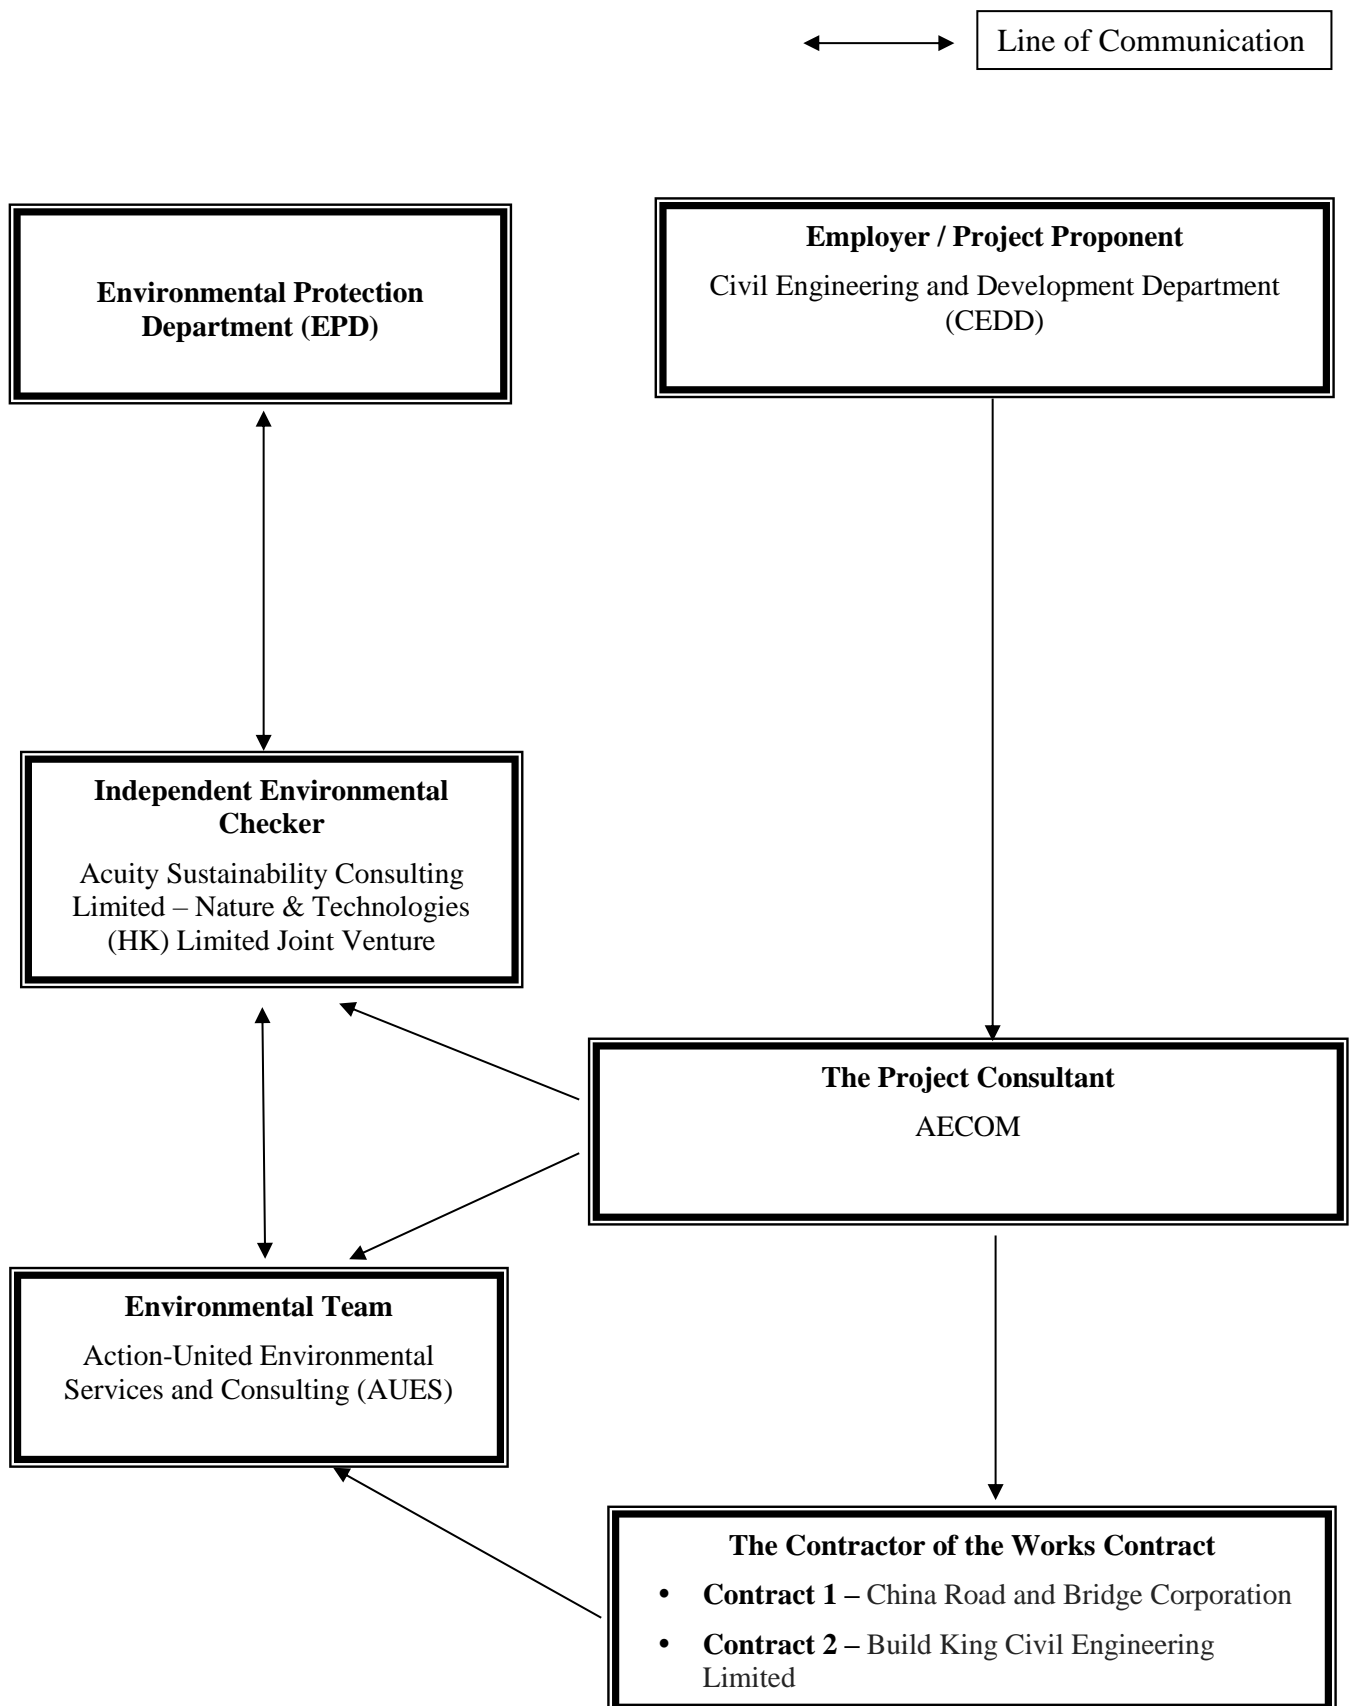 Line of Communication
Environmental Protection
Department (EPD)
Employer / Project Proponent
Civil Engineering and Development Department
(CEDD)
Independent Environmental
Checker
Acuity Sustainability Consulting
Limited – Nature & Technologies
(HK) Limited Joint Venture
The Project Consultant
AECOM
Environmental Team
Action-United Environmental
Services and Consulting (AUES)
The Contractor of the Works Contract
• Contract 1 – China Road and Bridge Corporation
• Contract 2 – Build King Civil Engineering
Limited